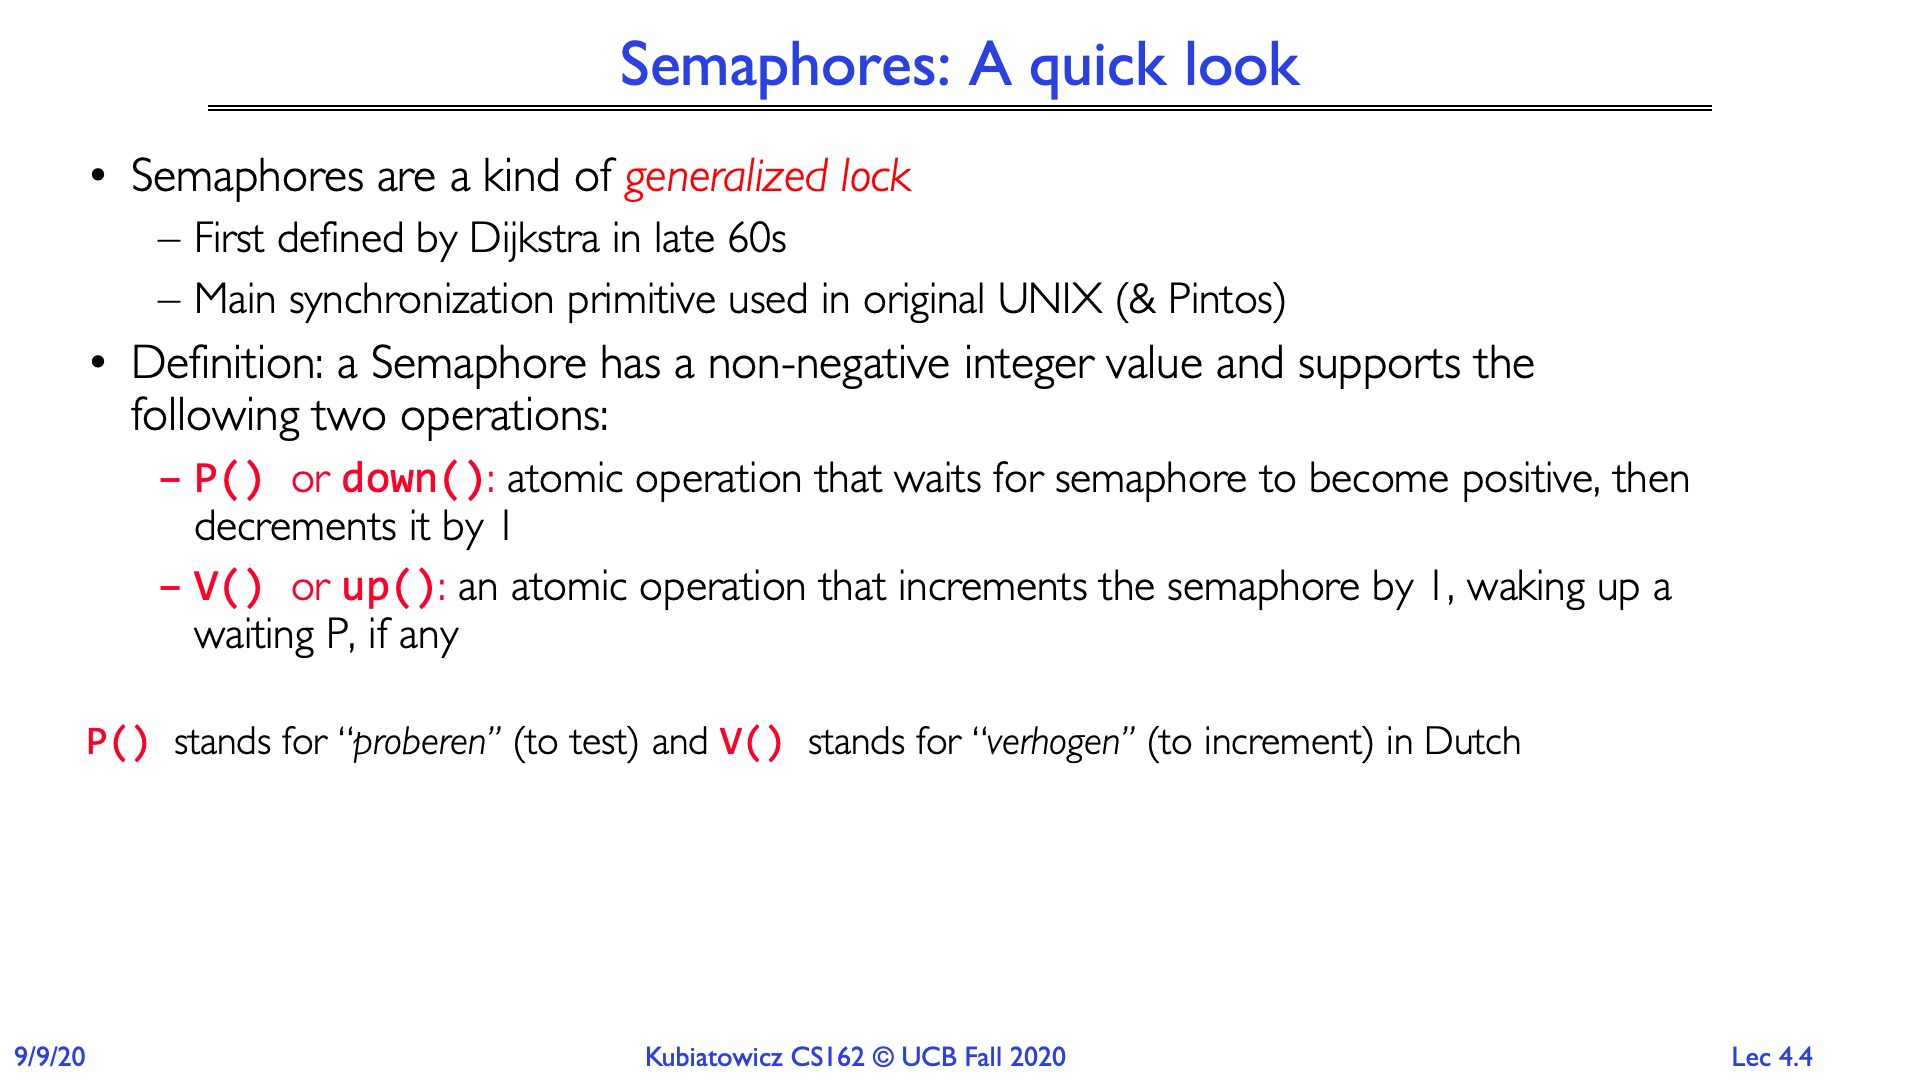 Semaphores: A quick look
• Semaphores are a kind of generalized lock
– First defined by Dijkstra in late 60s
– Main synchronization primitive used in original UNIX (& Pintos)
• Definition: a Semaphore has a non-negative integer value and supports the
following two operations:
– P() or down(): atomic operation that waits for semaphore to become positive, then
decrements it by 1
– V() or up(): an atomic operation that increments the semaphore by 1, waking up a
waiting P, if any
P() stands for “proberen” (to test) and V() stands for “verhogen” (to increment) in Dutch
9/9/20
Kubiatowicz CS162 © UCB Fall 2020
Lec 4.4